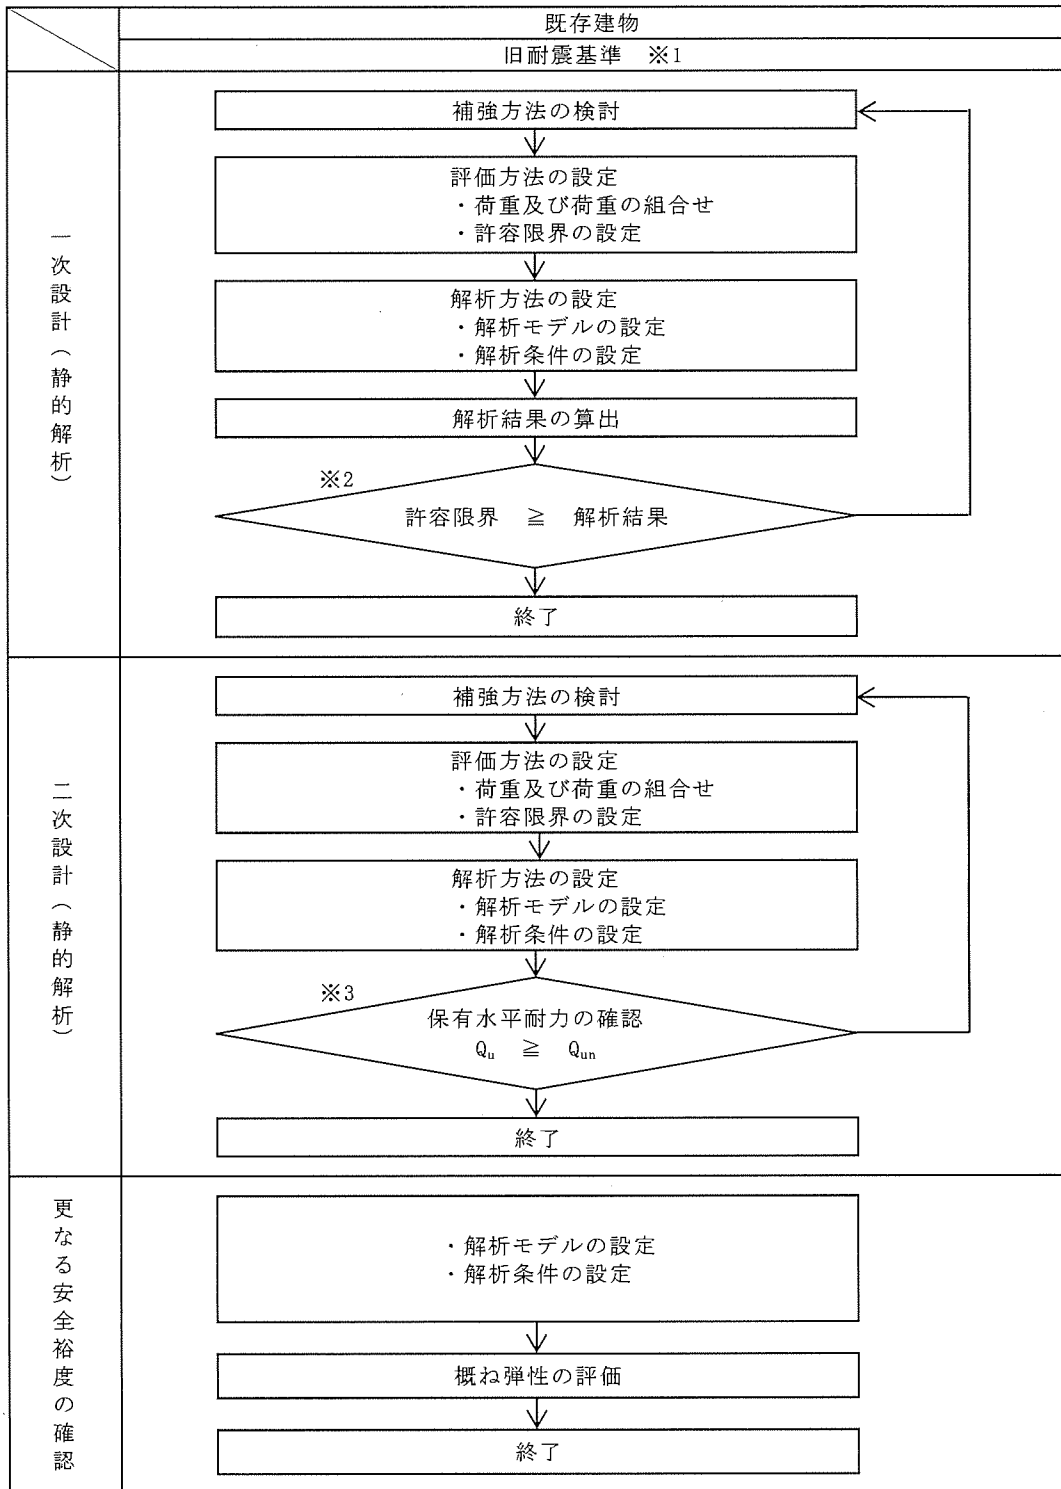 既存建物
旧耐震基準　※1
一次設計（静的解析）
補強方法の検討
評価方法の設定
・荷重及び荷重の組合せ
・許容限界の設定
解析方法の設定
・解析モデルの設定
・解析条件の設定
解析結果の算出
※2
許容限界　≧　解析結果
終了
二次設計（静的解析）
補強方法の検討
評価方法の設定
・荷重及び荷重の組合せ
・許容限界の設定
解析方法の設定
・解析モデルの設定
・解析条件の設定
※3
保有水平耐力の確認
Qu　≧　Qun
終了
更なる安全裕度の確認
・解析モデルの設定
・解析条件の設定
概ね弾性の評価
終了